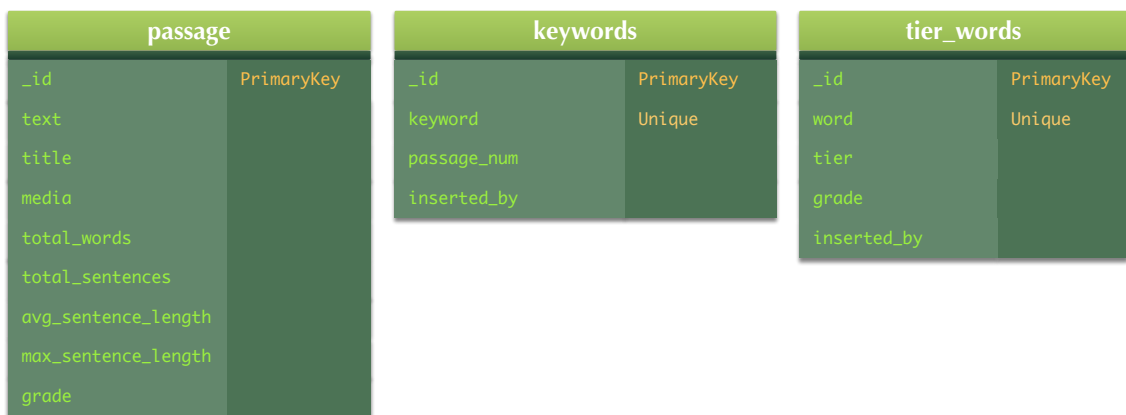 passage
_id PrimaryKey
text
title
media
total_words
total_sentences
avg_sentence_length
max_sentence_length
grade
keywords
_id PrimaryKey
keyword Unique
passage_num
inserted_by
tier_words
_id PrimaryKey
word Unique
tier
grade
inserted_by